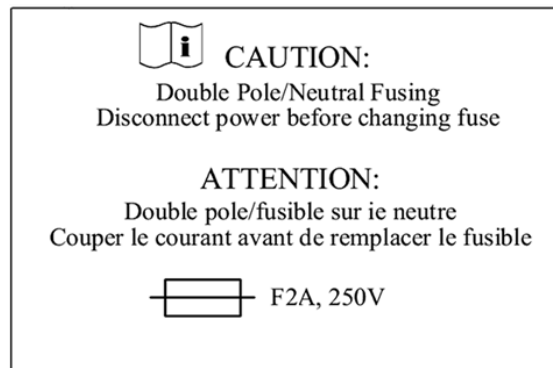 i
CAUTION:
Double Pole/Neutral Fusing
Disconnect power before changing fuse
ATTENTION:
Double pole/fusible sur ie neutre
Couper le courant avant de remplacer le fusible
F2A, 250V